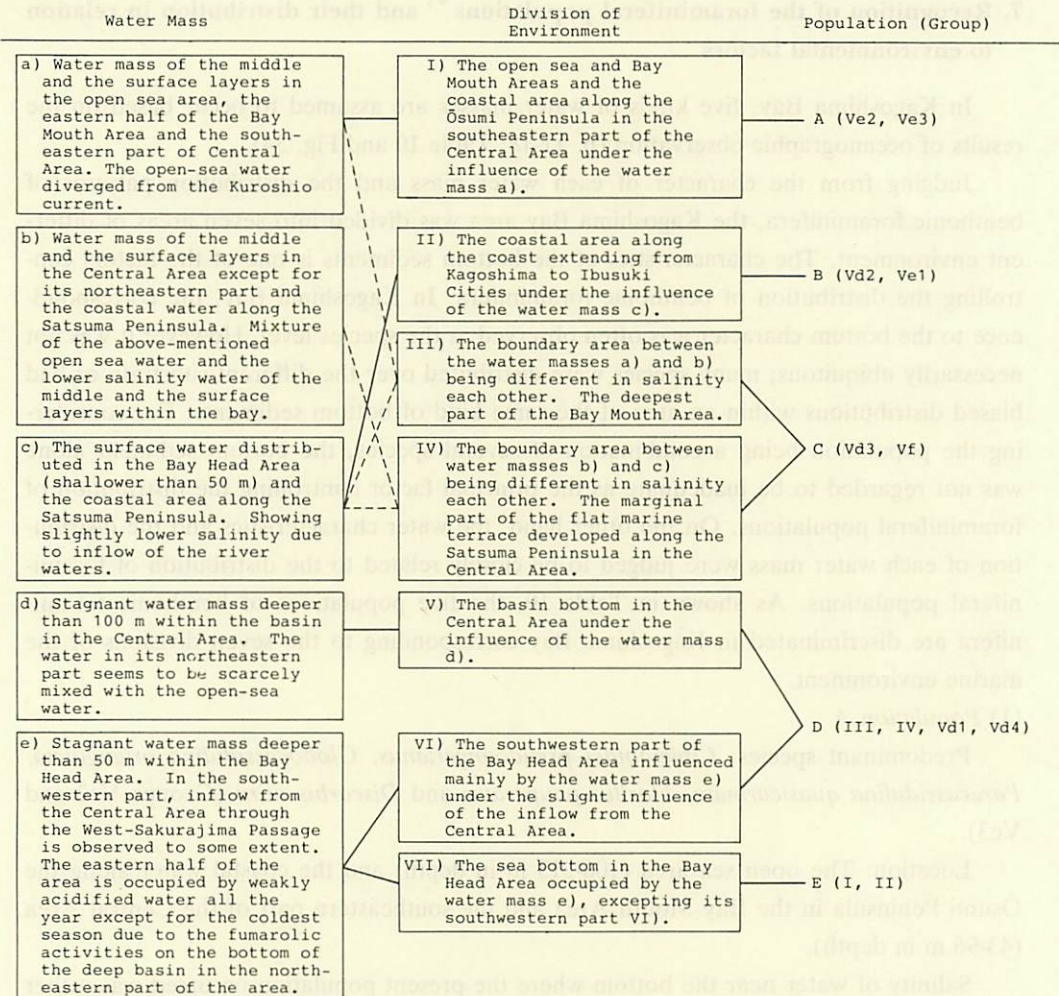 Water Mass
Division of
Environment
Population (Group)
a) Water mass of the middle
and the surface layers in
the open sea area, the
eastern half of the Bay
Mouth Area and the south-
eastern part of Central
Area. The open-sea water
diverged from the Kuroshio
current.
b) Water mass of the middle
and the surface layers in
the Central Area except for
its northeastern part and
the coastal water along the
Satsuma Peninsula. Mixture
of the above-mentioned
open sea water and the
lower salinity water of the
middle and the surface
layers within the bay.
c) The surface water distrib-
uted in the Bay Head Area
(shallower than 50 m) and
the coastal area along the
Satsuma Peninsula. Showing
slightly lower salinity due
to inflow of the river
waters.
d) Stagnant water mass deeper
than 100 m within the basin
in the Central Area. The
water in its northeastern
part seems to be scarcely
mixed with the open-sea
water.
e) Stagnant water mass deeper
than 50 m within the Bay
Head Area. In the south-
western part, inflow from
the Central Area through
the West-Sakurajima Passage
is observed to some extent.
The eastern half of the
area is occupied by weakly
acidified water all the
year except for the coldest
season due to the fumarolic
activities on the bottom of
the deep basin in the north-
eastern part of the area.
I) The open sea and Bay
Mouth Areas and the
coastal area along the
Ōsumi Peninsula in the
southeastern part of the
Central Area under the
influence of the water
mass a).
II) The coastal area along
the coast extending from
Kagoshima to Ibusuki
Cities under the influence
of the water mass c).
III) The boundary area between
the water masses a) and b)
being different in salinity
each other. The deepest
part of the Bay Mouth Area.
IV) The boundary area between
water masses b) and c)
being different in salinity
each other. The marginal
part of the flat marine
terrace developed along the
Satsuma Peninsula in the
Central Area.
V) The basin bottom in the
Central Area under the
influence of the water mass
d).
VI) The southwestern part of
the Bay Head Area influenced
mainly by the water mass e)
under the slight influence
of the inflow from the
Central Area.
VII) The sea bottom in the Bay
Head Area occupied by the
water mass e), excepting its
southwestern part VI).
A (Ve2, Ve3)
B (Vd2, Ve1)
C (Vd3, Vf)
D (III, IV, Vd1, Vd4)
E (I, II)